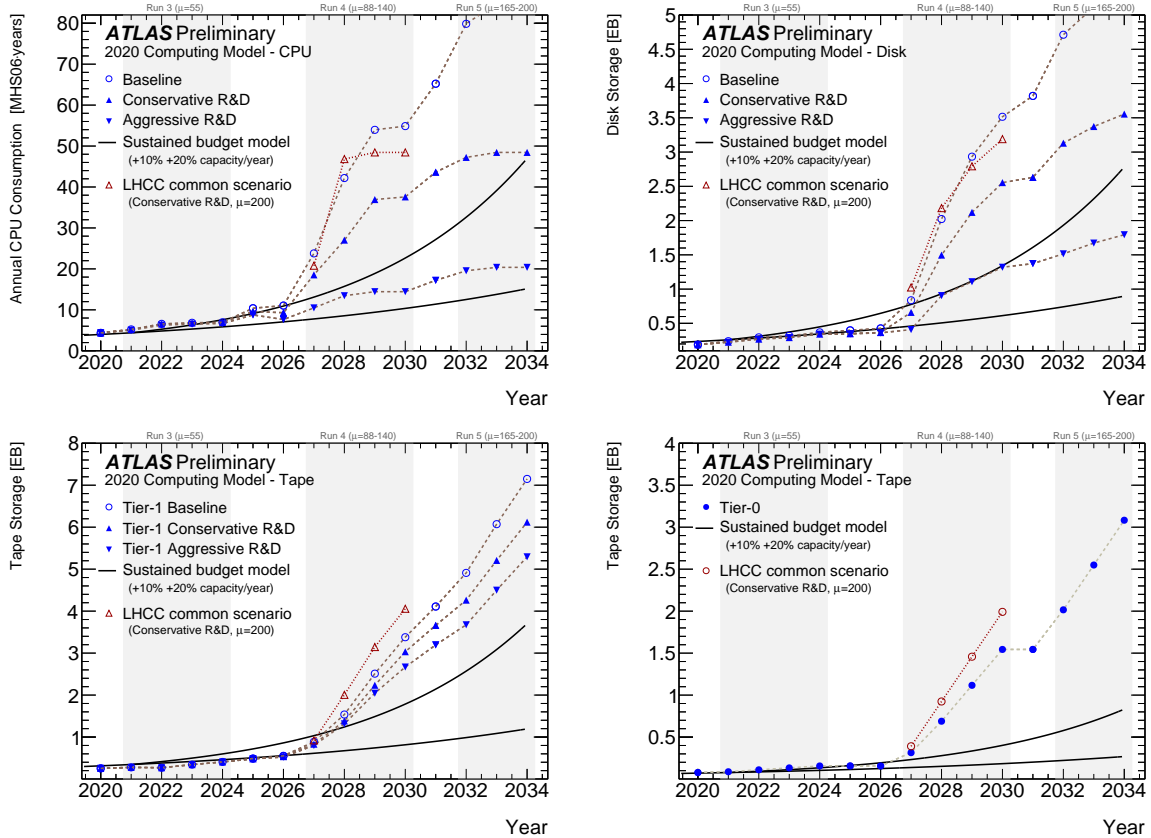 Run 3 (μ=55) Run 4 (μ=88-140) Run 5 (μ=165-200)
ATLAS Preliminary
2020 Computing Model - CPU
Baseline
Conservative R&D
Aggressive R&D
Sustained budget model
(+10% +20% capacity/year)
LHCC common scenario
(Conservative R&D, μ=200)
Annual CPU Consumption [MHS06-years]
80
70
60
50
40
30
20
10
0
2020 2022 2024 2026 2028 2030 2032 2034
Year
Run 3 (μ=55) Run 4 (μ=88-140) Run 5 (μ=165-200)
ATLAS Preliminary
2020 Computing Model - Disk
Baseline
Conservative R&D
Aggressive R&D
Sustained budget model
(+10% +20% capacity/year)
LHCC common scenario
(Conservative R&D, μ=200)
Disk Storage [EB]
5
4.5
4
3.5
3
2.5
2
1.5
1
0.5
2020 2022 2024 2026 2028 2030 2032 2034
Year
Run 3 (μ=55) Run 4 (μ=88-140) Run 5 (μ=165-200)
ATLAS Preliminary
2020 Computing Model - Tape
Tier-1 Baseline
Tier-1 Conservative R&D
Tier-1 Aggressive R&D
Sustained budget model
(+10% +20% capacity/year)
LHCC common scenario
(Conservative R&D, μ=200)
Tape Storage [EB]
8
7
6
5
4
3
2
1
2020 2022 2024 2026 2028 2030 2032 2034
Year
Run 3 (μ=55) Run 4 (μ=88-140) Run 5 (μ=165-200)
ATLAS Preliminary
2020 Computing Model - Tape
Tier-0
Sustained budget model
(+10% +20% capacity/year)
LHCC common scenario
(Conservative R&D, μ=200)
Tape Storage [EB]
4
3.5
3
2.5
2
1.5
1
0.5
2020 2022 2024 2026 2028 2030 2032 2034
Year